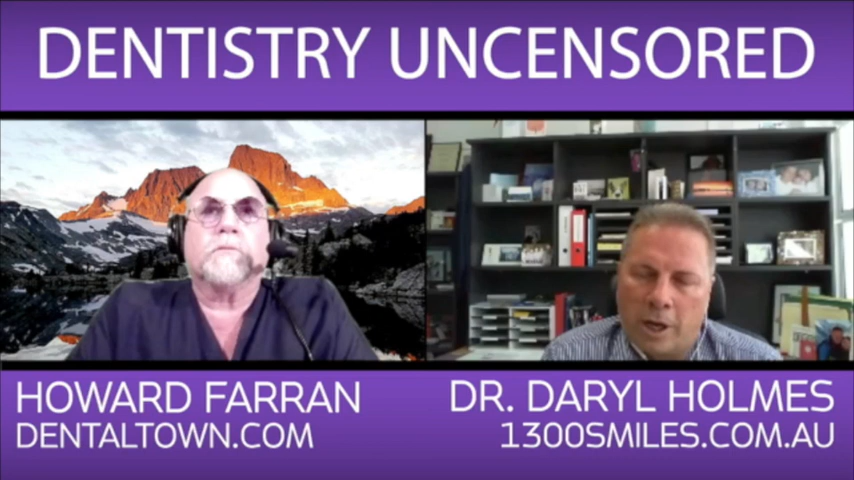 DENTISTRY UNCENSORED
HOWARD FARRAN
DENTALTOWN.COM
DR. DARYL HOLMES
1300SMILES.COM.AU